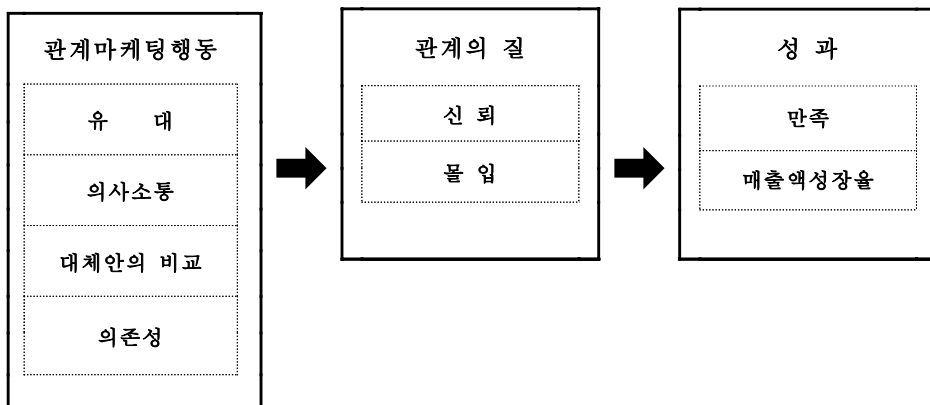 관계마케팅행동
유 대
의사소통
대체안의 비교
의존성
관계의 질
신 뢰
몰 입
성 과
만족
매출액성장율